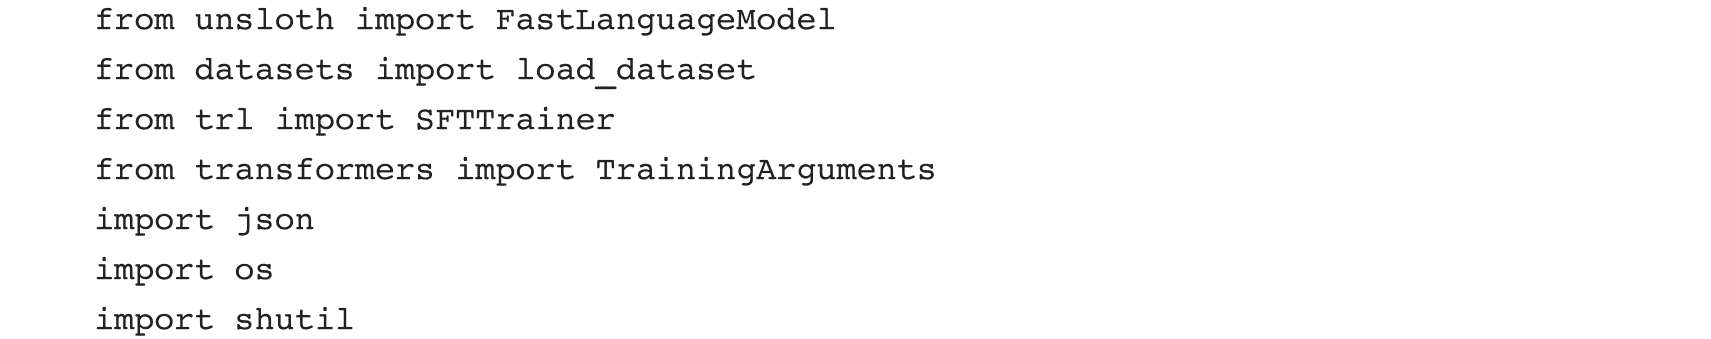 from unsloth import FastLanguageModel
from datasets import load_dataset
from trl import SFTTrainer
from transformers import TrainingArguments
import json
import os
import shutil